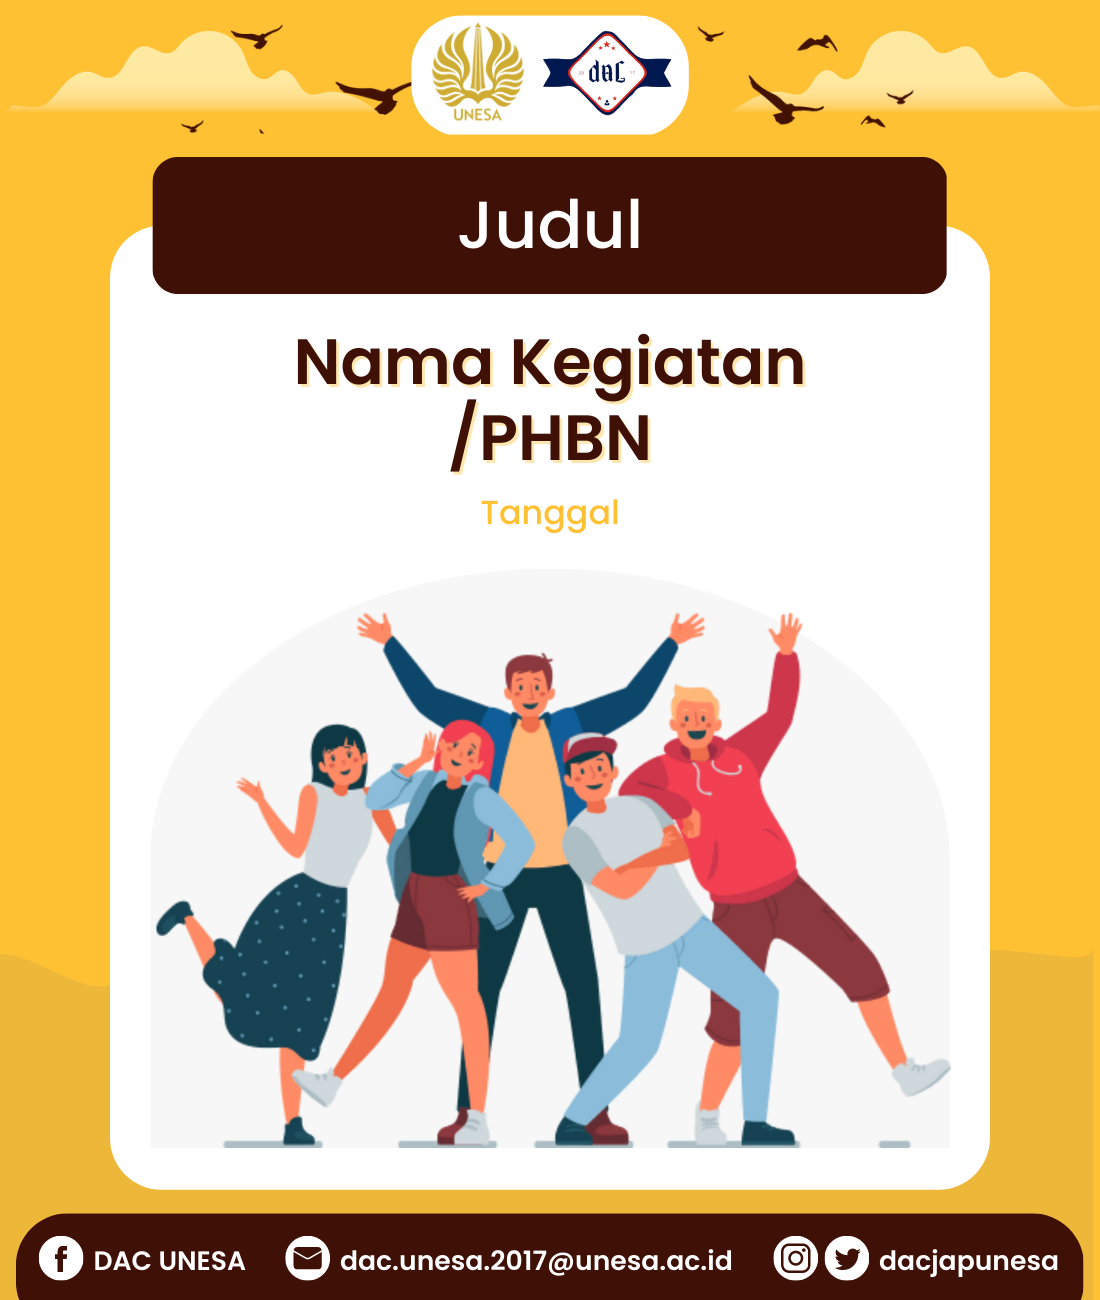 UNESA
dAC
Judul
Nama Kegiatan
/PHBN
Tanggal
DAC UNESA
dac.unesa.2017@unesa.ac.id
dacjapunesa